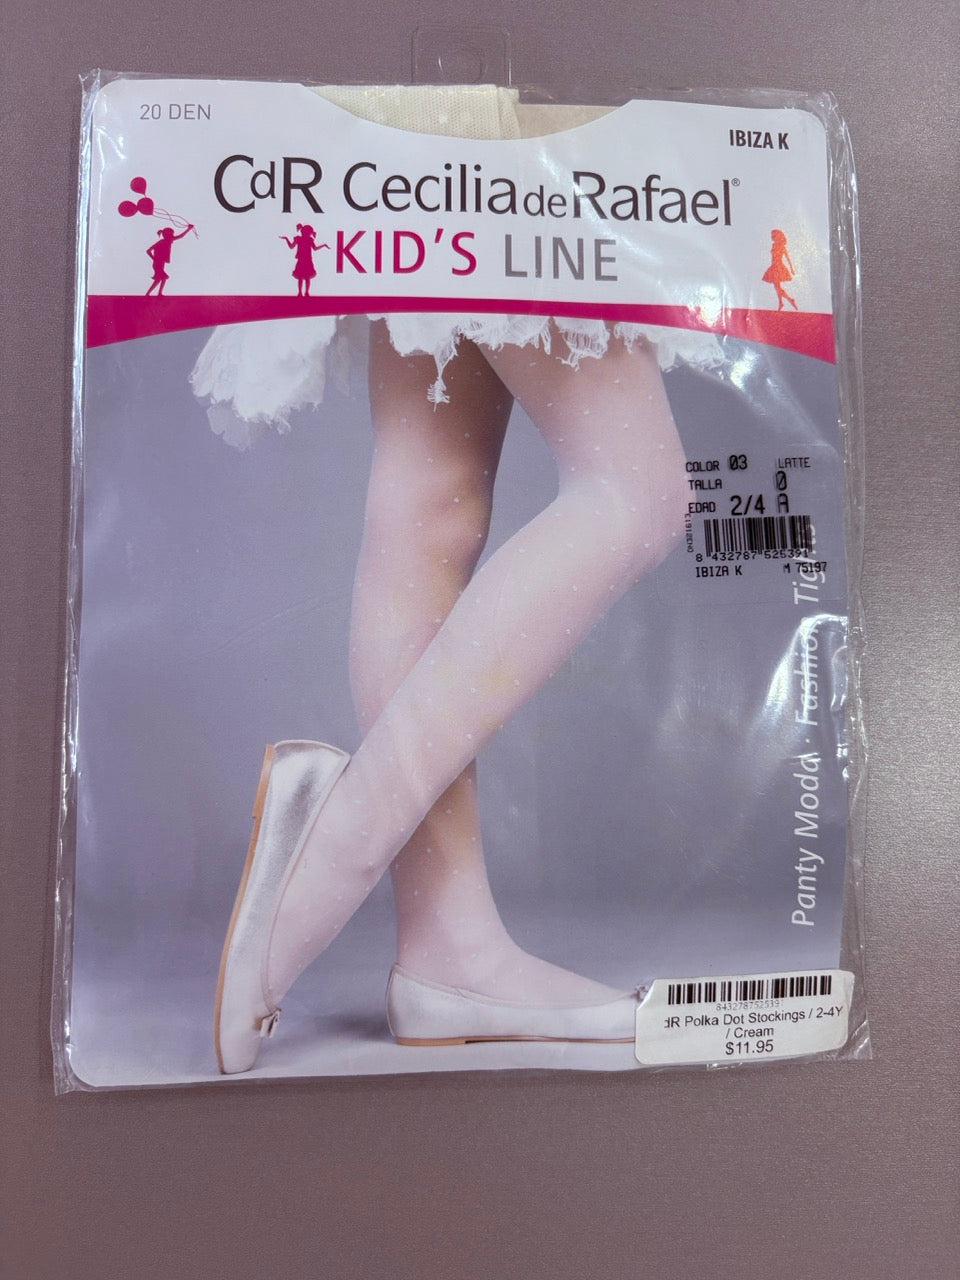 20 DEN
IBIZA K
CdR Cecilia de Rafael®
KID'S LINE
COLOR 03 LATTE
TALLA 0
EDAD 2/4 A
8 432787 525391
IBIZA K M 75197
Panty Moda · Fashion Tights
843278752539
dR Polka Dot Stockings / 2-4Y
/ Cream
$11.95